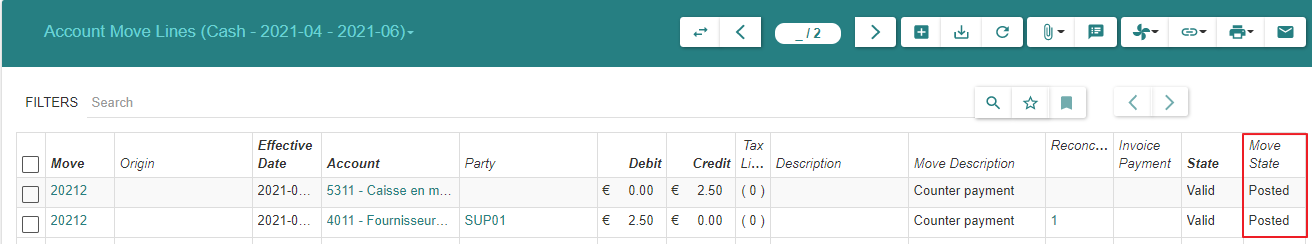 Account Move Lines (Cash - 2021-04 - 2021-06)
_ / 2
FILTERS Search
Move Origin Effective Date Account Party Debit Credit Tax Li... Description Move Description Reconc... Invoice Payment State Move State
20212 2021-0... 5311 - Caisse en m... € 0.00 € 2.50 ( 0 ) Counter payment Valid Posted
20212 2021-0... 4011 - Fournisseur... SUP01 € 2.50 € 0.00 ( 0 ) Counter payment 1 Valid Posted